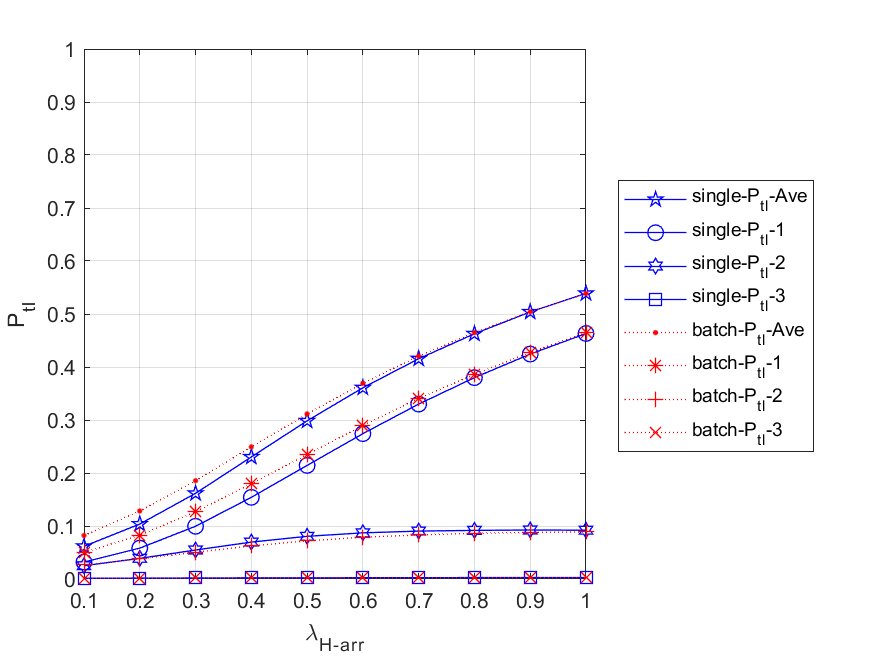 1
0.9
0.8
0.7
0.6
0.5
0.4
0.3
0.2
0.1
0
P_tl
0.1 0.2 0.3 0.4 0.5 0.6 0.7 0.8 0.9 1
λ_H-arr
single-P_tl-Ave
single-P_tl-1
single-P_tl-2
single-P_tl-3
batch-P_tl-Ave
batch-P_tl-1
batch-P_tl-2
batch-P_tl-3